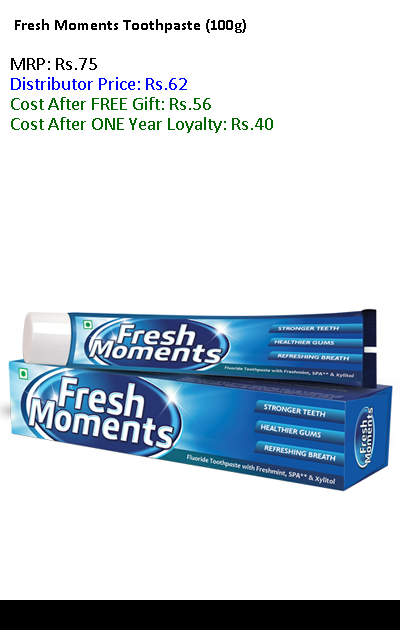 Fresh Moments Toothpaste (100g)
MRP: Rs.75
Distributor Price: Rs.62
Cost After FREE Gift: Rs.56
Cost After ONE Year Loyalty: Rs.40
Fresh
Moments
STRONGER TEETH
HEALTHIER GUMS
REFRESHING BREATH
Fluoride Toothpaste with Freshmint, SPA** & Xylitol
Fresh
Moments
STRONGER TEETH
HEALTHIER GUMS
REFRESHING BREATH
Fluoride Toothpaste with Freshmint, SPA** & Xylitol
Fresh
Moments